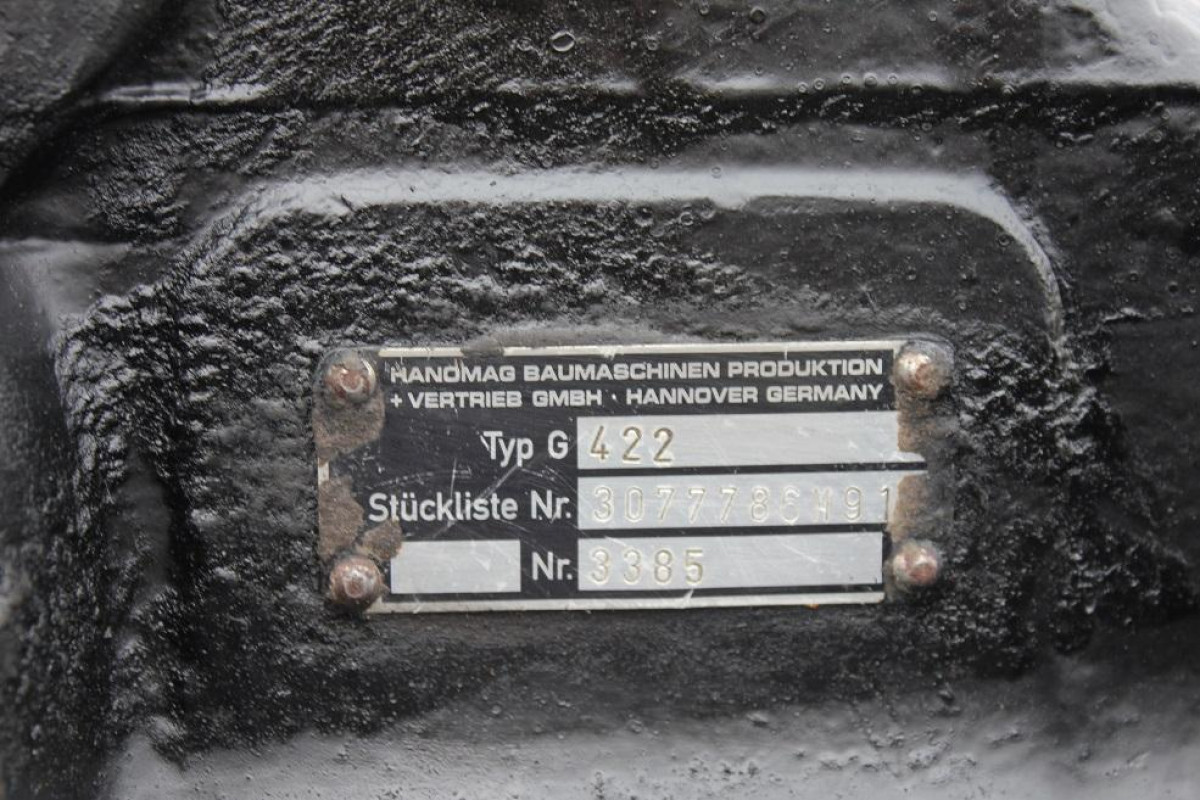 HANOMAG BAUMASCHINEN PRODUKTION
+ VERTRIEB GMBH · HANNOVER GERMANY
Typ G 422
Stückliste Nr. 3077786M91
Nr. 3385